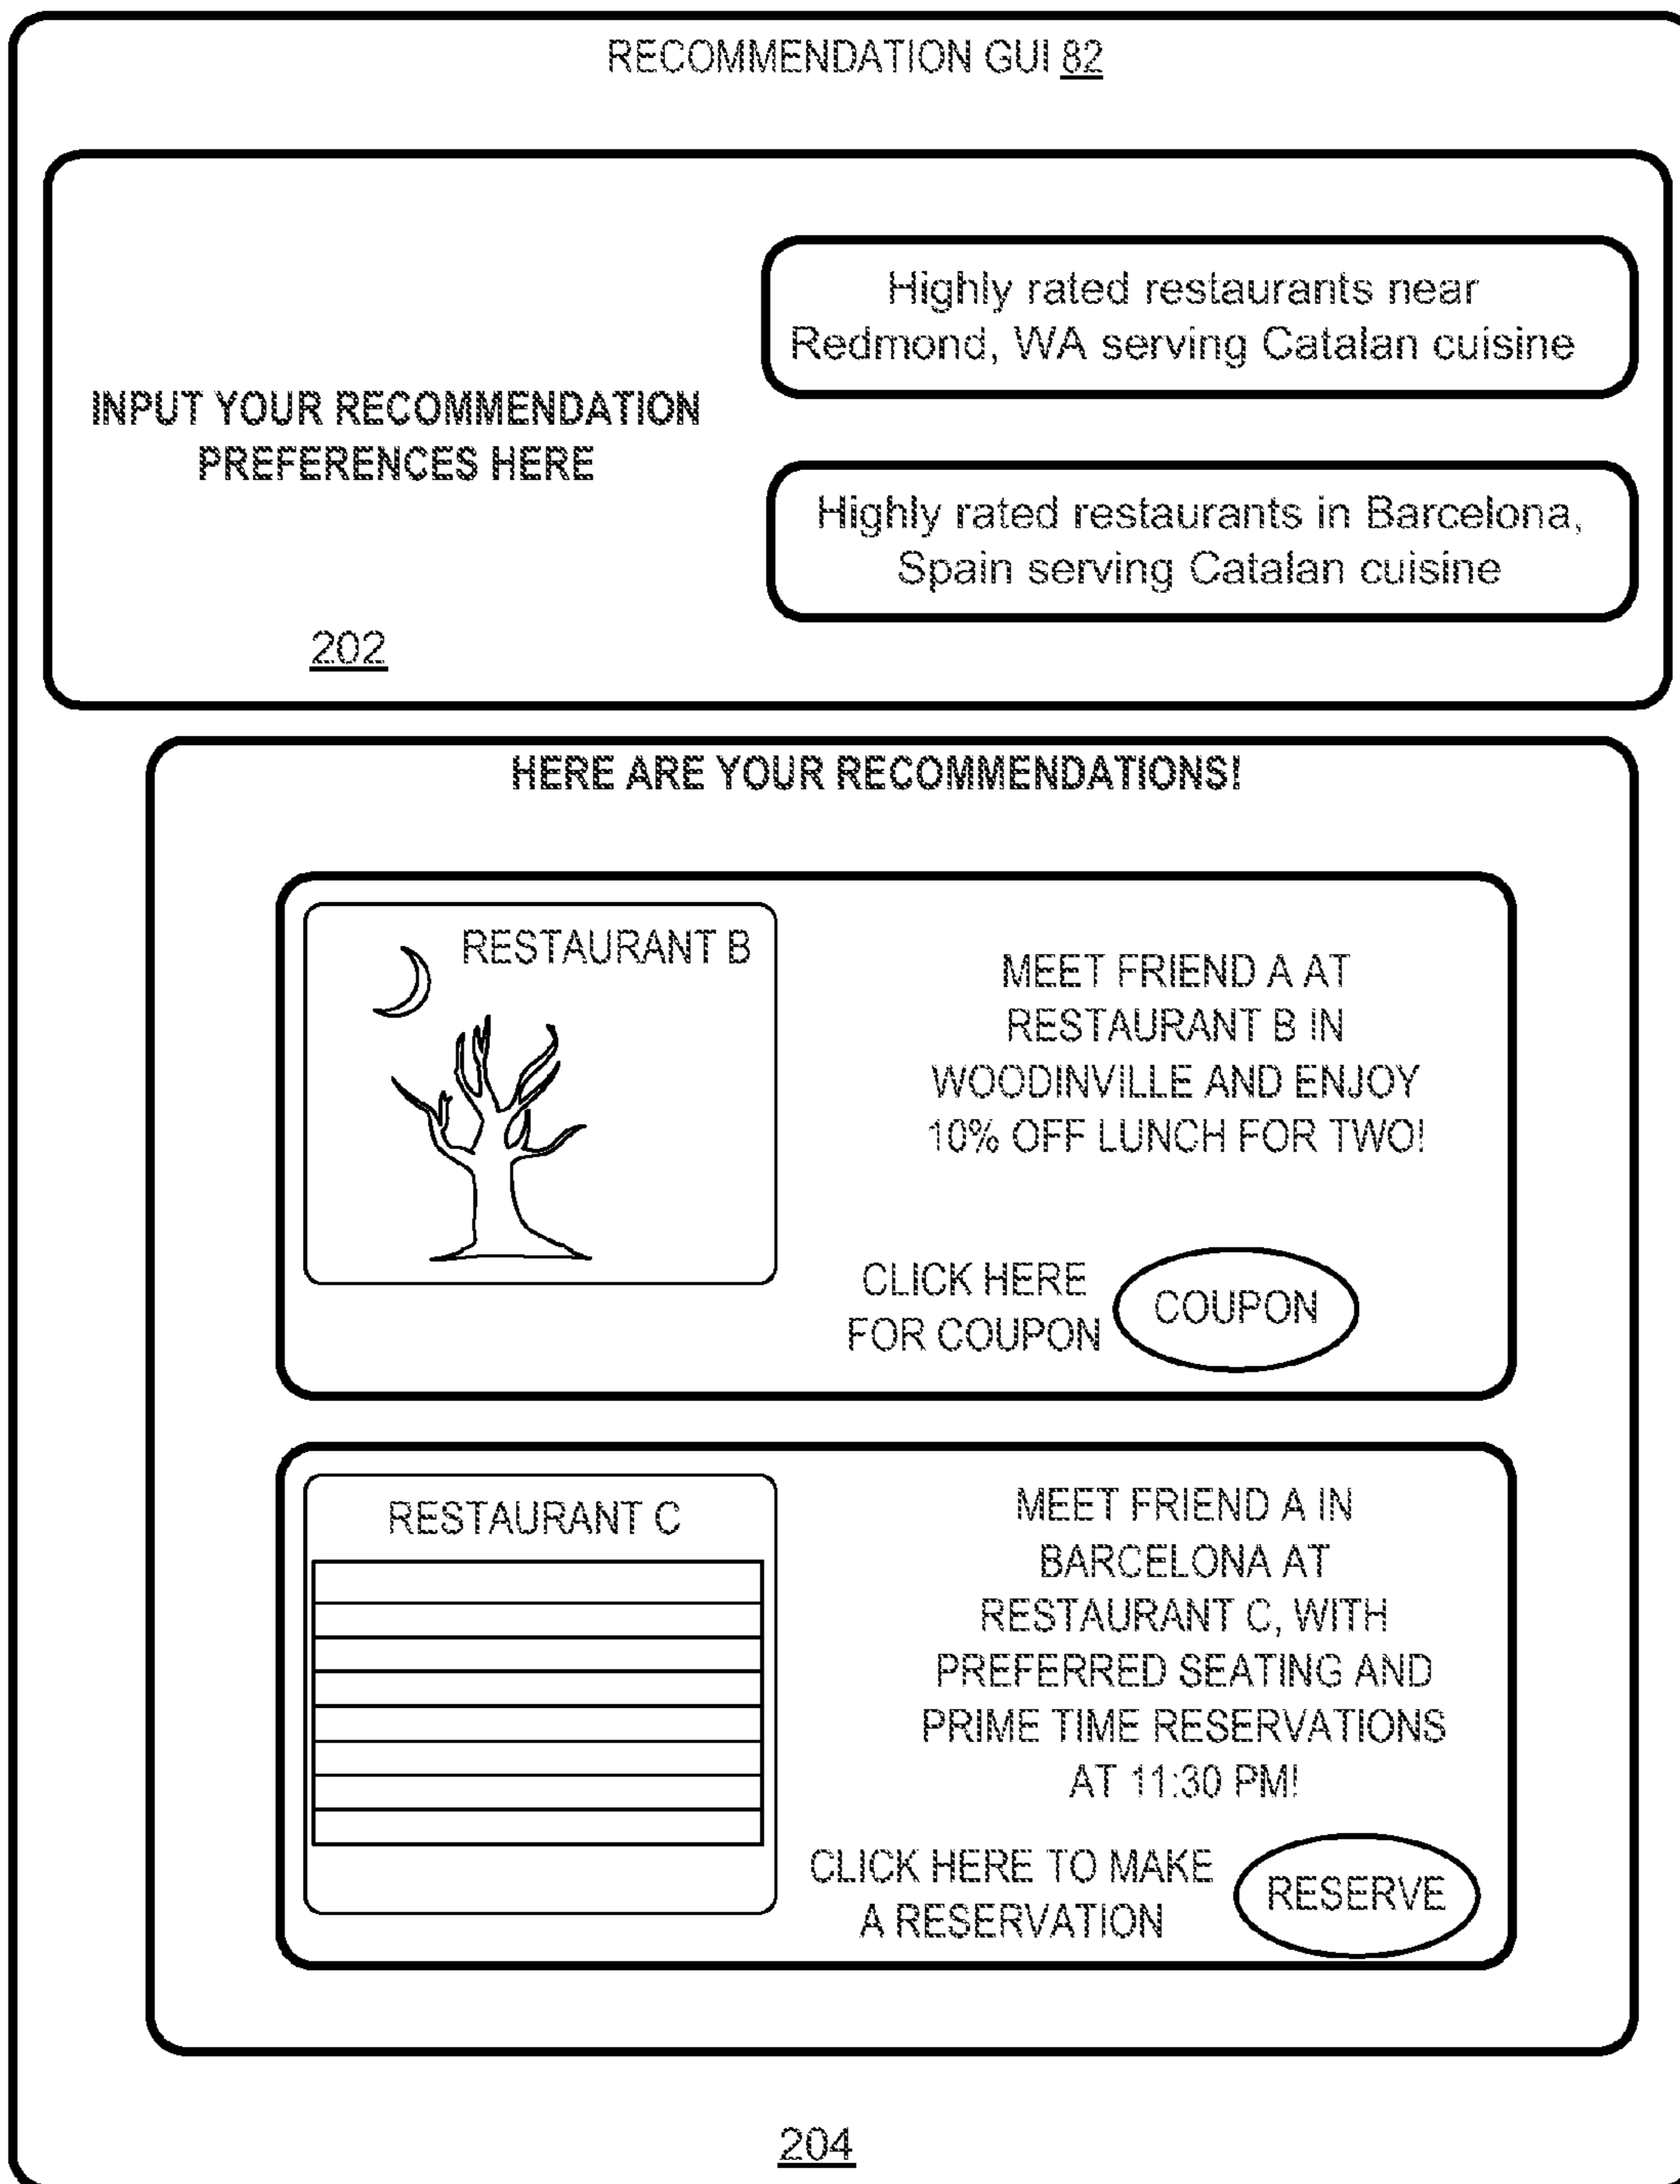 RECOMMENDATION GUI 82
INPUT YOUR RECOMMENDATION
PREFERENCES HERE
202
Highly rated restaurants near
Redmond, WA serving Catalan cuisine
Highly rated restaurants in Barcelona,
Spain serving Catalan cuisine
HERE ARE YOUR RECOMMENDATIONS!
RESTAURANT B
MEET FRIEND A AT
RESTAURANT B IN
WOODINVILLE AND ENJOY
10% OFF LUNCH FOR TWO!
CLICK HERE
FOR COUPON
COUPON
RESTAURANT C
MEET FRIEND A IN
BARCELONA AT
RESTAURANT C, WITH
PREFERRED SEATING AND
PRIME TIME RESERVATIONS
AT 11:30 PM!
CLICK HERE TO MAKE
A RESERVATION
RESERVE
204